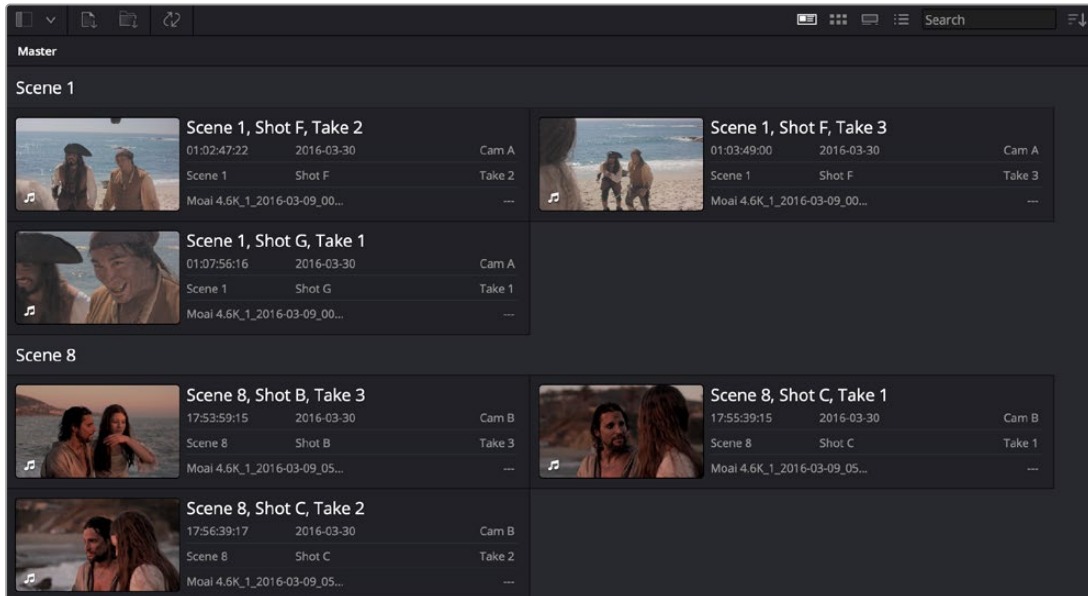 Search
Master
Scene 1
Scene 1, Shot F, Take 2
01:02:47:22 2016-03-30 Cam A
Scene 1 Shot F Take 2
Moai 4.6K_1_2016-03-09_00... ---
Scene 1, Shot F, Take 3
01:03:49:00 2016-03-30 Cam A
Scene 1 Shot F Take 3
Moai 4.6K_1_2016-03-09_00... ---
Scene 1, Shot G, Take 1
01:07:56:16 2016-03-30 Cam A
Scene 1 Shot G Take 1
Moai 4.6K_1_2016-03-09_00... ---
Scene 8
Scene 8, Shot B, Take 3
17:53:59:15 2016-03-30 Cam B
Scene 8 Shot B Take 3
Moai 4.6K_1_2016-03-09_05... ---
Scene 8, Shot C, Take 1
17:55:39:15 2016-03-30 Cam B
Scene 8 Shot C Take 1
Moai 4.6K_1_2016-03-09_05... ---
Scene 8, Shot C, Take 2
17:56:39:17 2016-03-30 Cam B
Scene 8 Shot C Take 2
Moai 4.6K_1_2016-03-09_05... ---